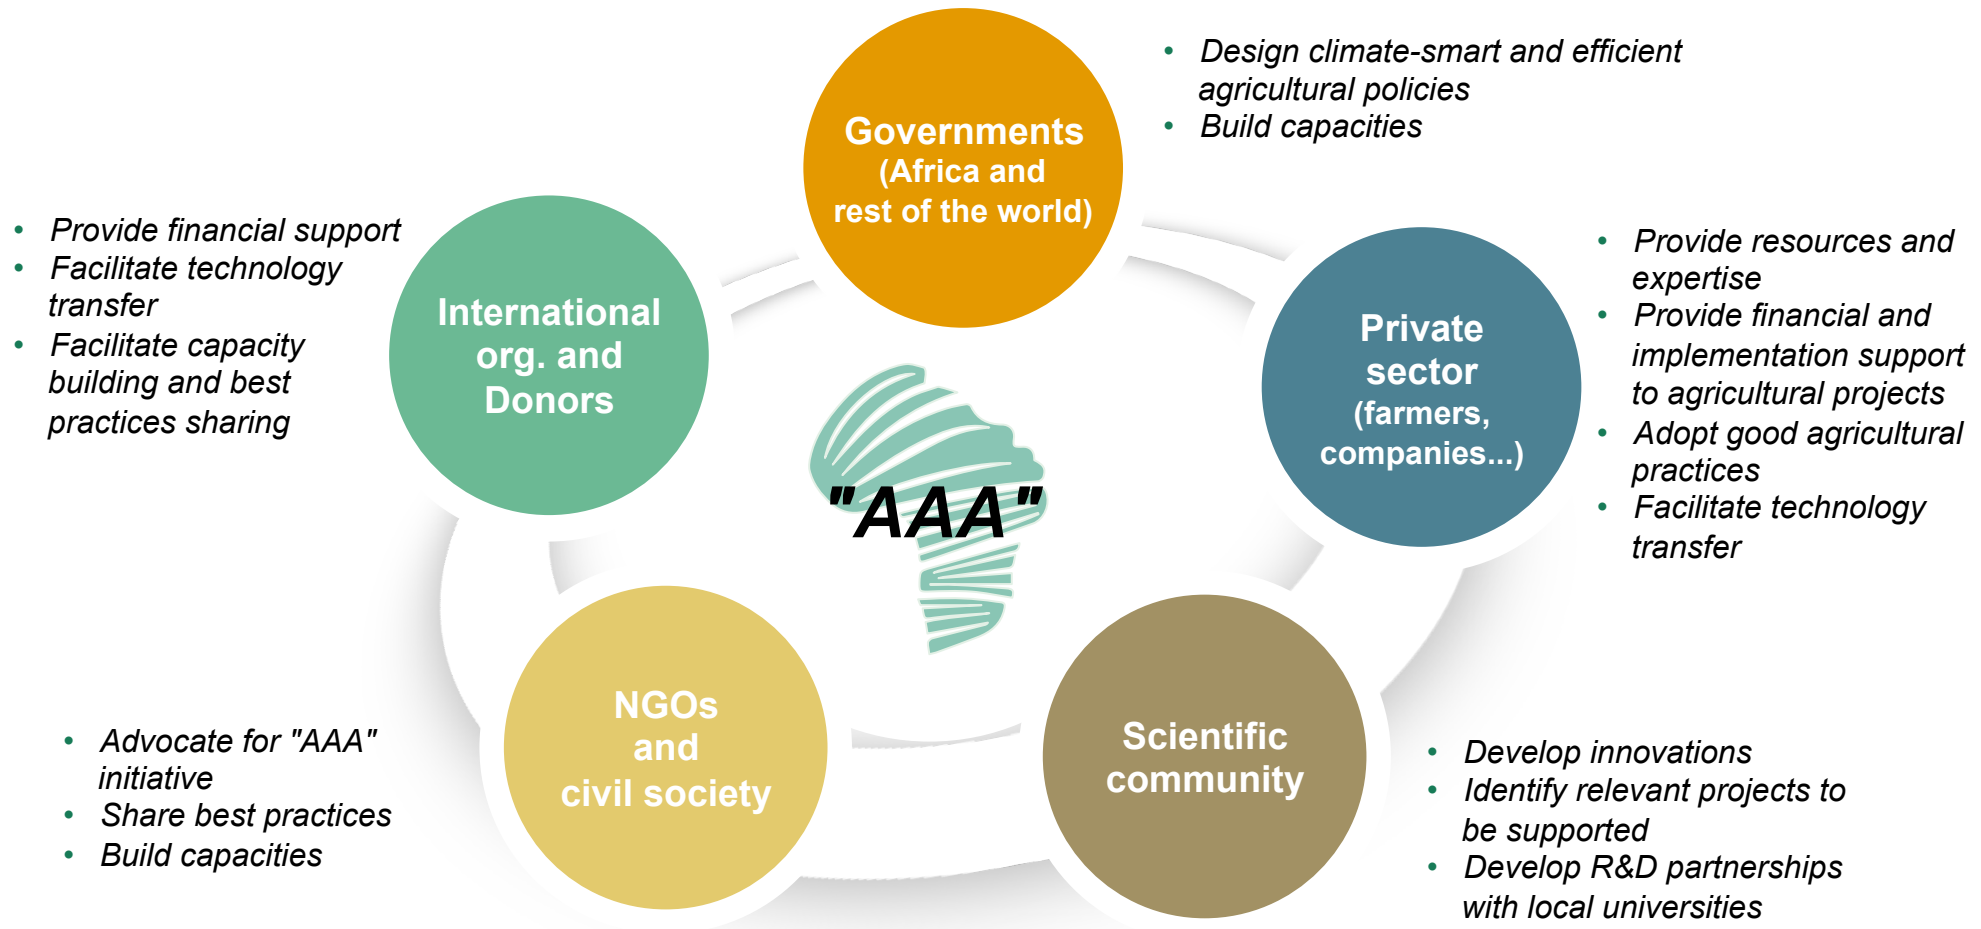 Governments
(Africa and
rest of the world)
• Design climate-smart and efficient
agricultural policies
• Build capacities
International
org. and
Donors
• Provide financial support
• Facilitate technology
transfer
• Facilitate capacity
building and best
practices sharing
Private
sector
(farmers,
companies...)
• Provide resources and
expertise
• Provide financial and
implementation support
to agricultural projects
• Adopt good agricultural
practices
• Facilitate technology
transfer
"AAA"
NGOs
and
civil society
• Advocate for "AAA"
initiative
• Share best practices
• Build capacities
Scientific
community
• Develop innovations
• Identify relevant projects to
be supported
• Develop R&D partnerships
with local universities